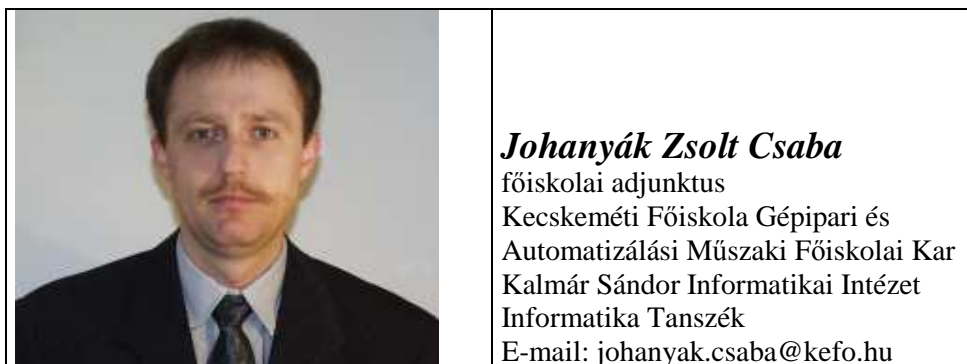 Johanyák Zsolt Csaba
főiskolai adjunktus
Kecskeméti Főiskola Gépipari és
Automatizálási Műszaki Főiskolai Kar
Kalmár Sándor Informatikai Intézet
Informatika Tanszék
E-mail: johanyak.csaba@kefo.hu